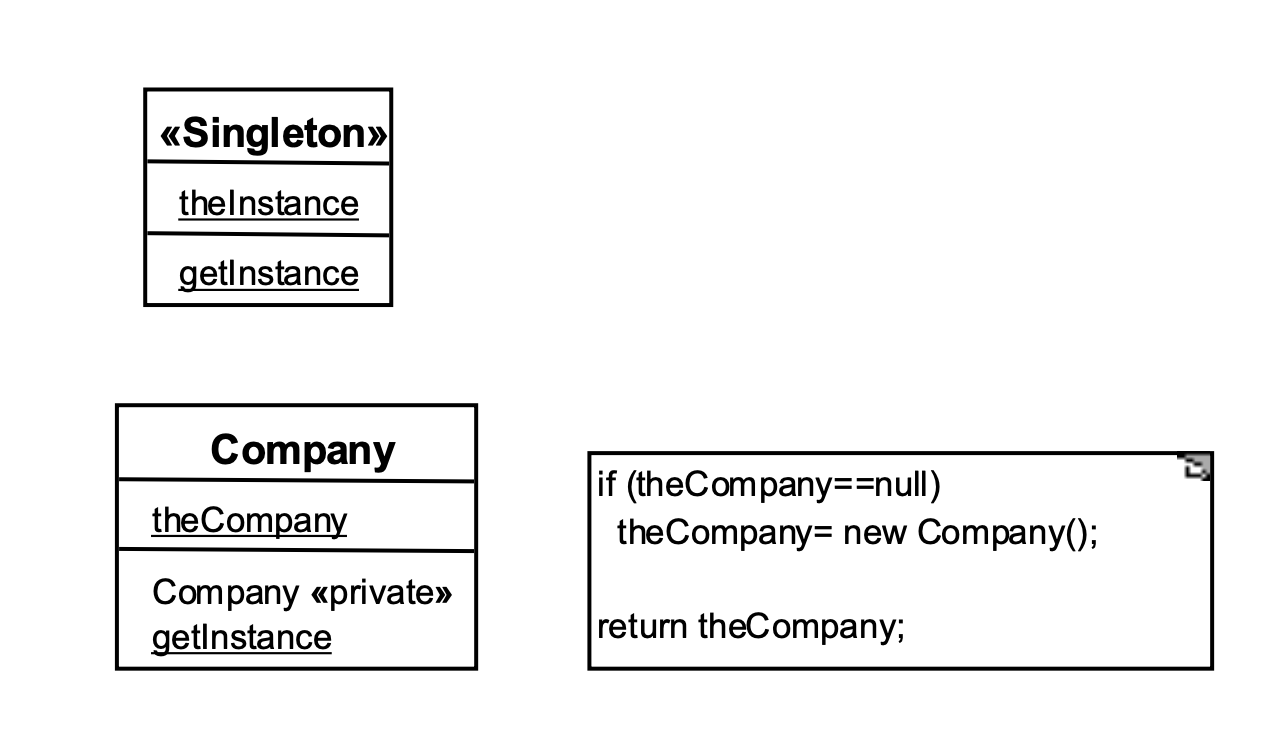 «Singleton»
theInstance
getInstance
Company
theCompany
Company «private»
getInstance
if (theCompany==null)
theCompany= new Company();
return theCompany;